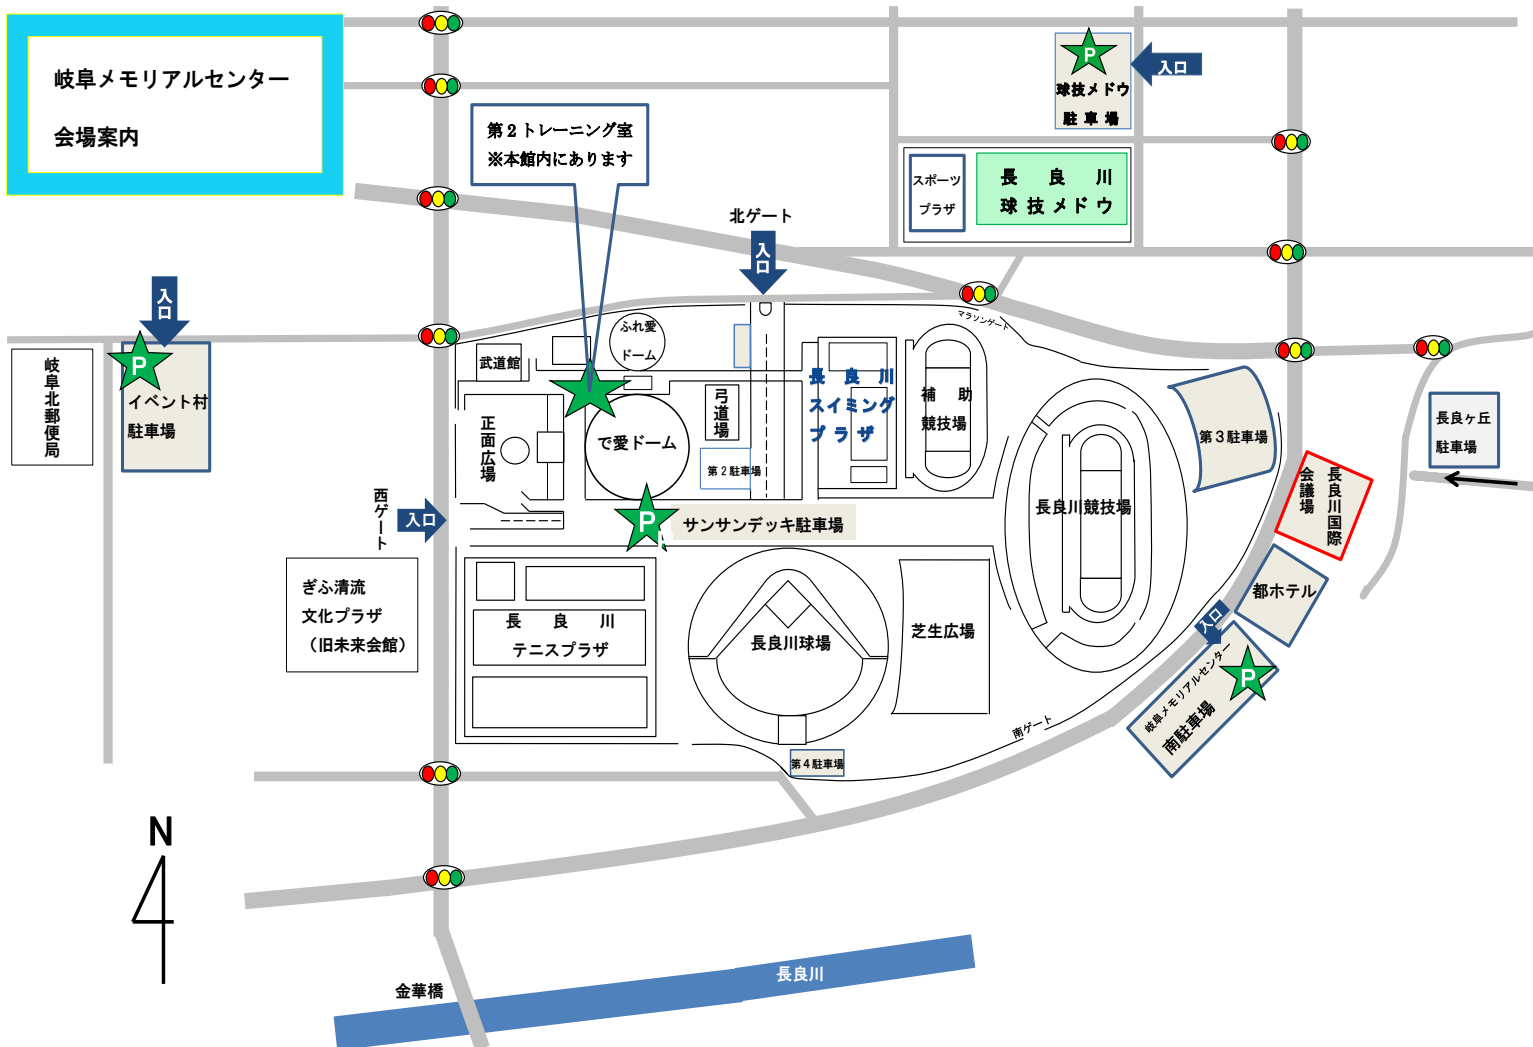 岐阜メモリアルセンター
会場案内
第２トレーニング室
※本館内にあります
P
球技メドウ
駐車場
入口
スポーツ
プラザ
長良川
球技メドウ
北ゲート
入口
マラソンゲート
入口
P
イベント村
駐車場
岐阜北郵便局
武道館
ふれ愛
ドーム
正面広場
で愛ドーム
弓道場
第２駐車場
長良川
スイミング
プラザ
補助
競技場
長良川競技場
第３駐車場
長良ヶ丘
駐車場
長良川国際
会議場
都ホテル
西ゲート
入口
P
サンサンデッキ駐車場
ぎふ清流
文化プラザ
（旧未来会館）
長良川
テニスプラザ
長良川球場
芝生広場
入口
岐阜メモリアルセンター
南駐車場
P
南ゲート
第４駐車場
N
金華橋
長良川